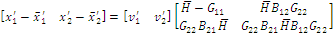 [x₁′ − x̄₁′  x₂′ − x̄₂′] = [v₁′  v₂′] [H̄ − G₁₁  H̄B₁₂G₂₂
G₂₂B₂₁H̄  G₂₂B₂₁H̄B₁₂G₂₂]